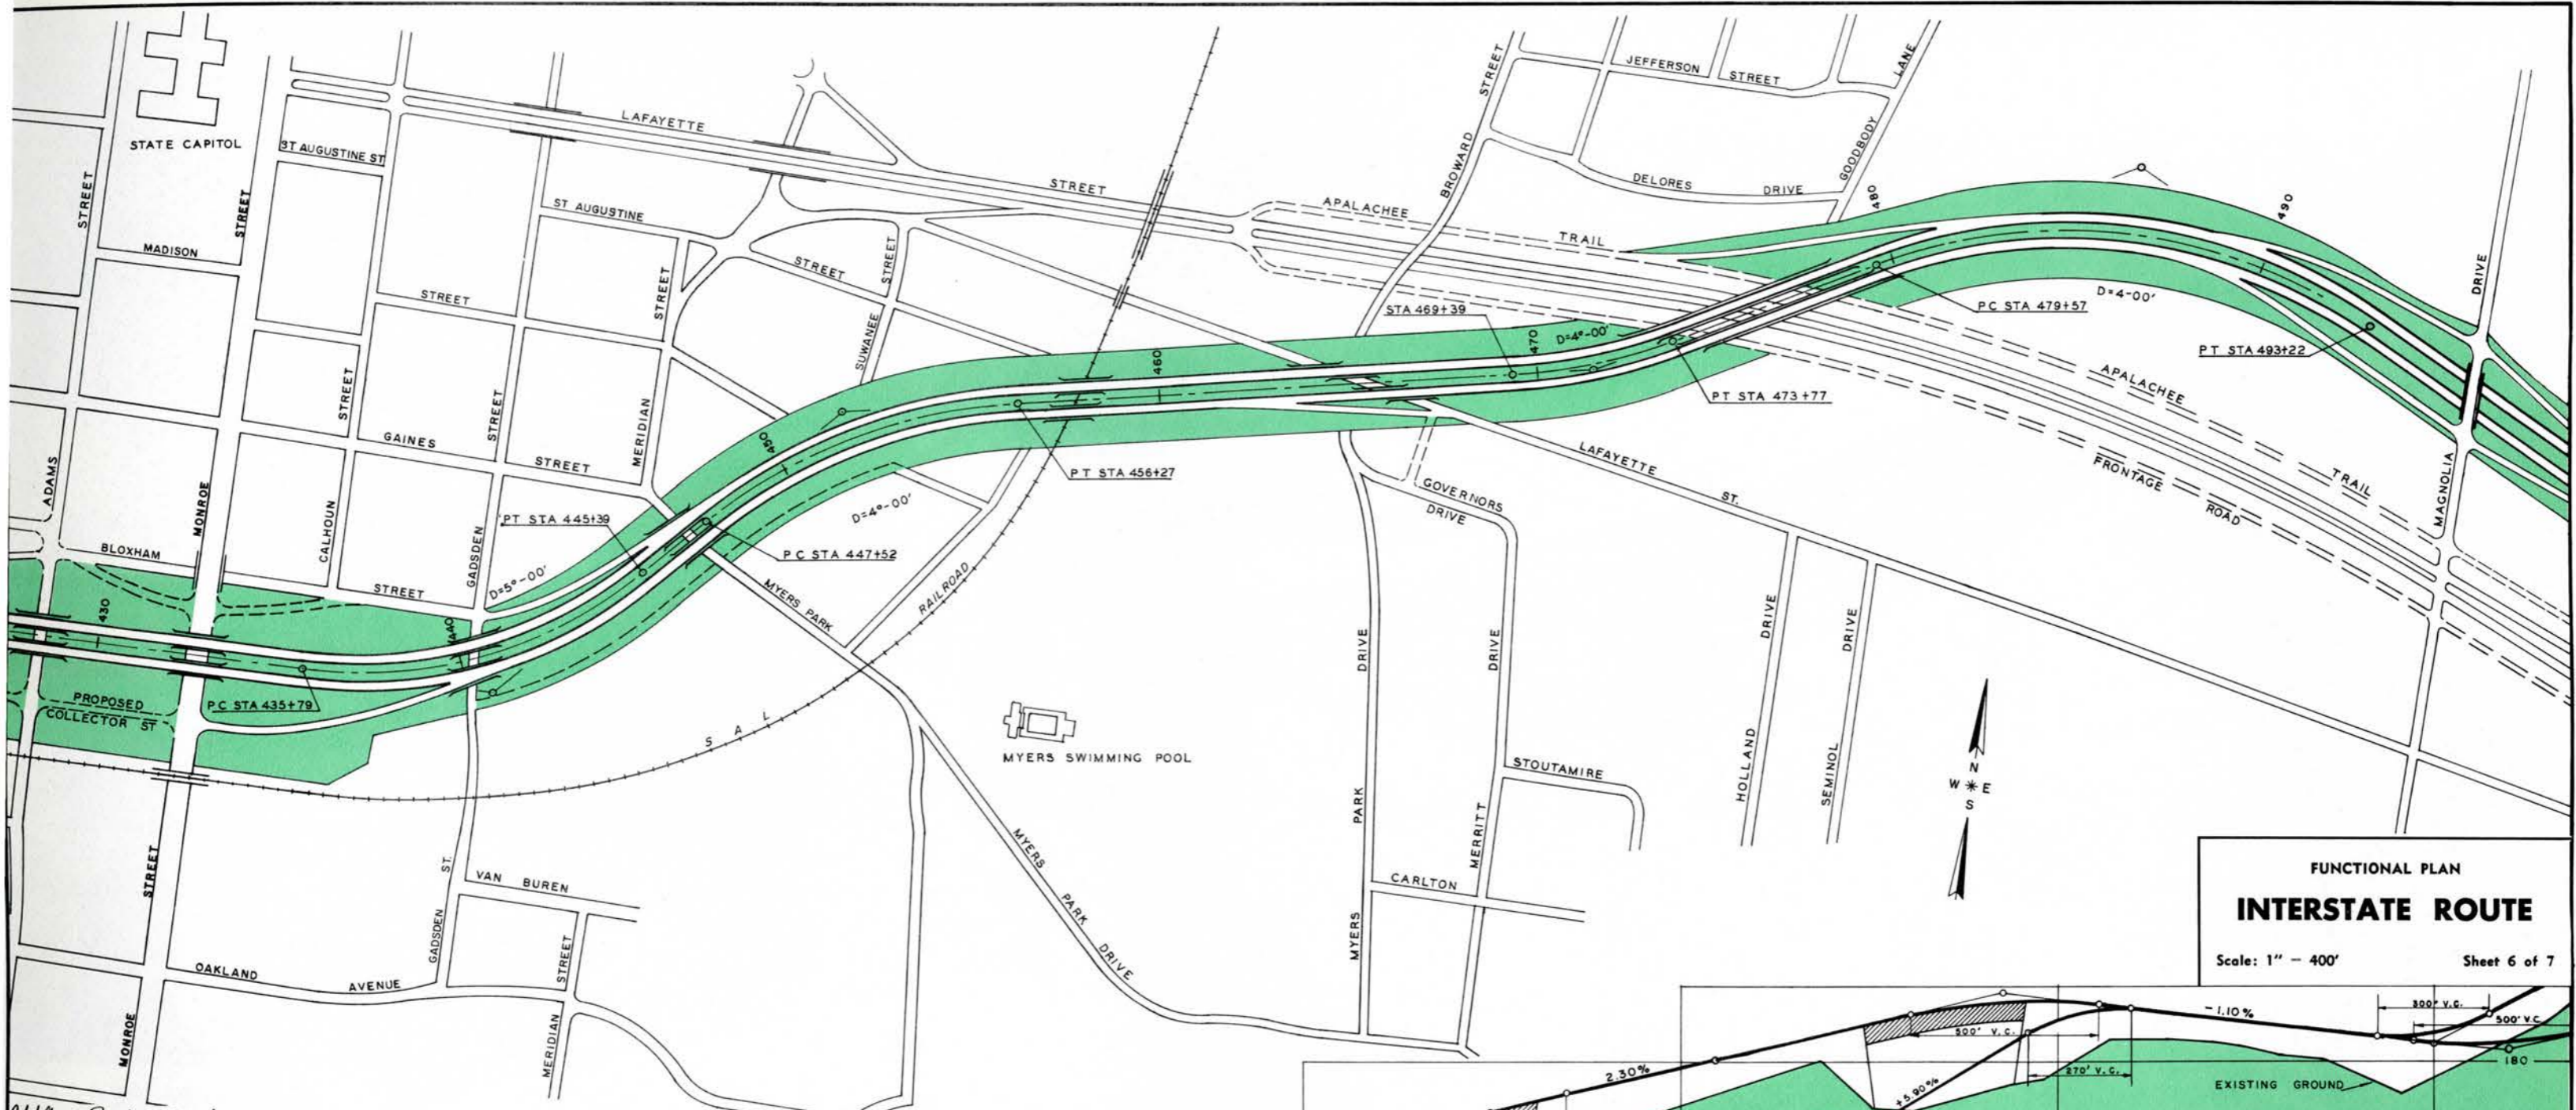 JEFFERSON STREET
LANE
BROWARD STREET
GOODBODY
LAFAYETTE STREET
STATE CAPITOL
ST AUGUSTINE ST
STREET
STREET
MADISON
STREET
ST AUGUSTINE
STREET
STREET
STREET
SUWANEE
DELORES DRIVE
APALACHEE TRAIL
480
490
DRIVE
D=4-00'
PC STA 479+57
PT STA 493+22
STA 469+39
470
D=4°-00'
460
PT STA 473+77
APALACHEE
TRAIL
FRONTAGE ROAD
MAGNOLIA
STREET
STREET
MERIDIAN
GAINES STREET
450
PT STA 456+27
D=4°-00'
LAFAYETTE ST.
GOVERNORS DRIVE
ADAMS
MONROE
CALHOUN
GADSDEN
PT STA 445+39
PC STA 447+52
BLOXHAM STREET
D=5°-00'
MYERS PARK
RAILROAD
430
440
PROPOSED
COLLECTOR ST
PC STA 435+79
S A L
MYERS SWIMMING POOL
DRIVE
DRIVE
DRIVE
DRIVE
HOLLAND
SEMINOL
STOUTAMIRE
N
W E
S
STREET
ST.
GADSDEN
VAN BUREN
STREET
MERIDIAN
OAKLAND AVENUE
MONROE
MYERS PARK DRIVE
PARK
MYERS
MERRITT
CARLTON
FUNCTIONAL PLAN
INTERSTATE ROUTE
Scale: 1" – 400'
Sheet 6 of 7
2.30%
500' V.C.
+5.90%
270' V.C.
-1.10%
300' V.C.
500' V.C.
180
EXISTING GROUND